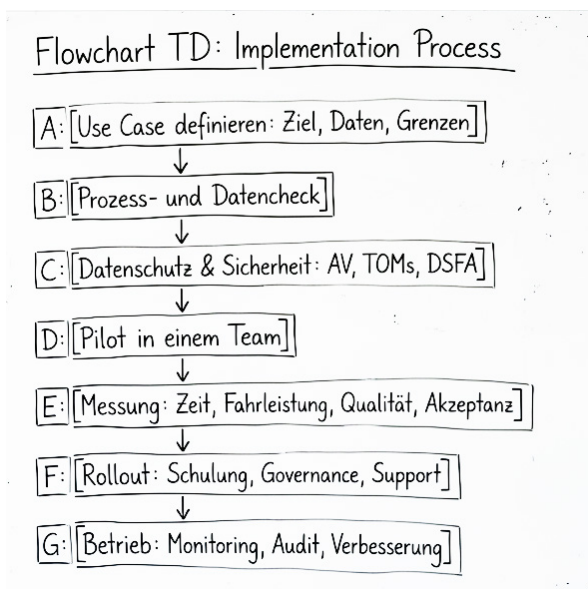 Flowchart TD: Implementation Process
A: [Use Case definieren: Ziel, Daten, Grenzen]
B: [Prozess- und Datencheck]
C: [Datenschutz & Sicherheit: AV, TOMs, DSFA]
D: [Pilot in einem Team]
E: [Messung: Zeit, Fahrleistung, Qualität, Akzeptanz]
F: [Rollout: Schulung, Governance, Support]
G: [Betrieb: Monitoring, Audit, Verbesserung]